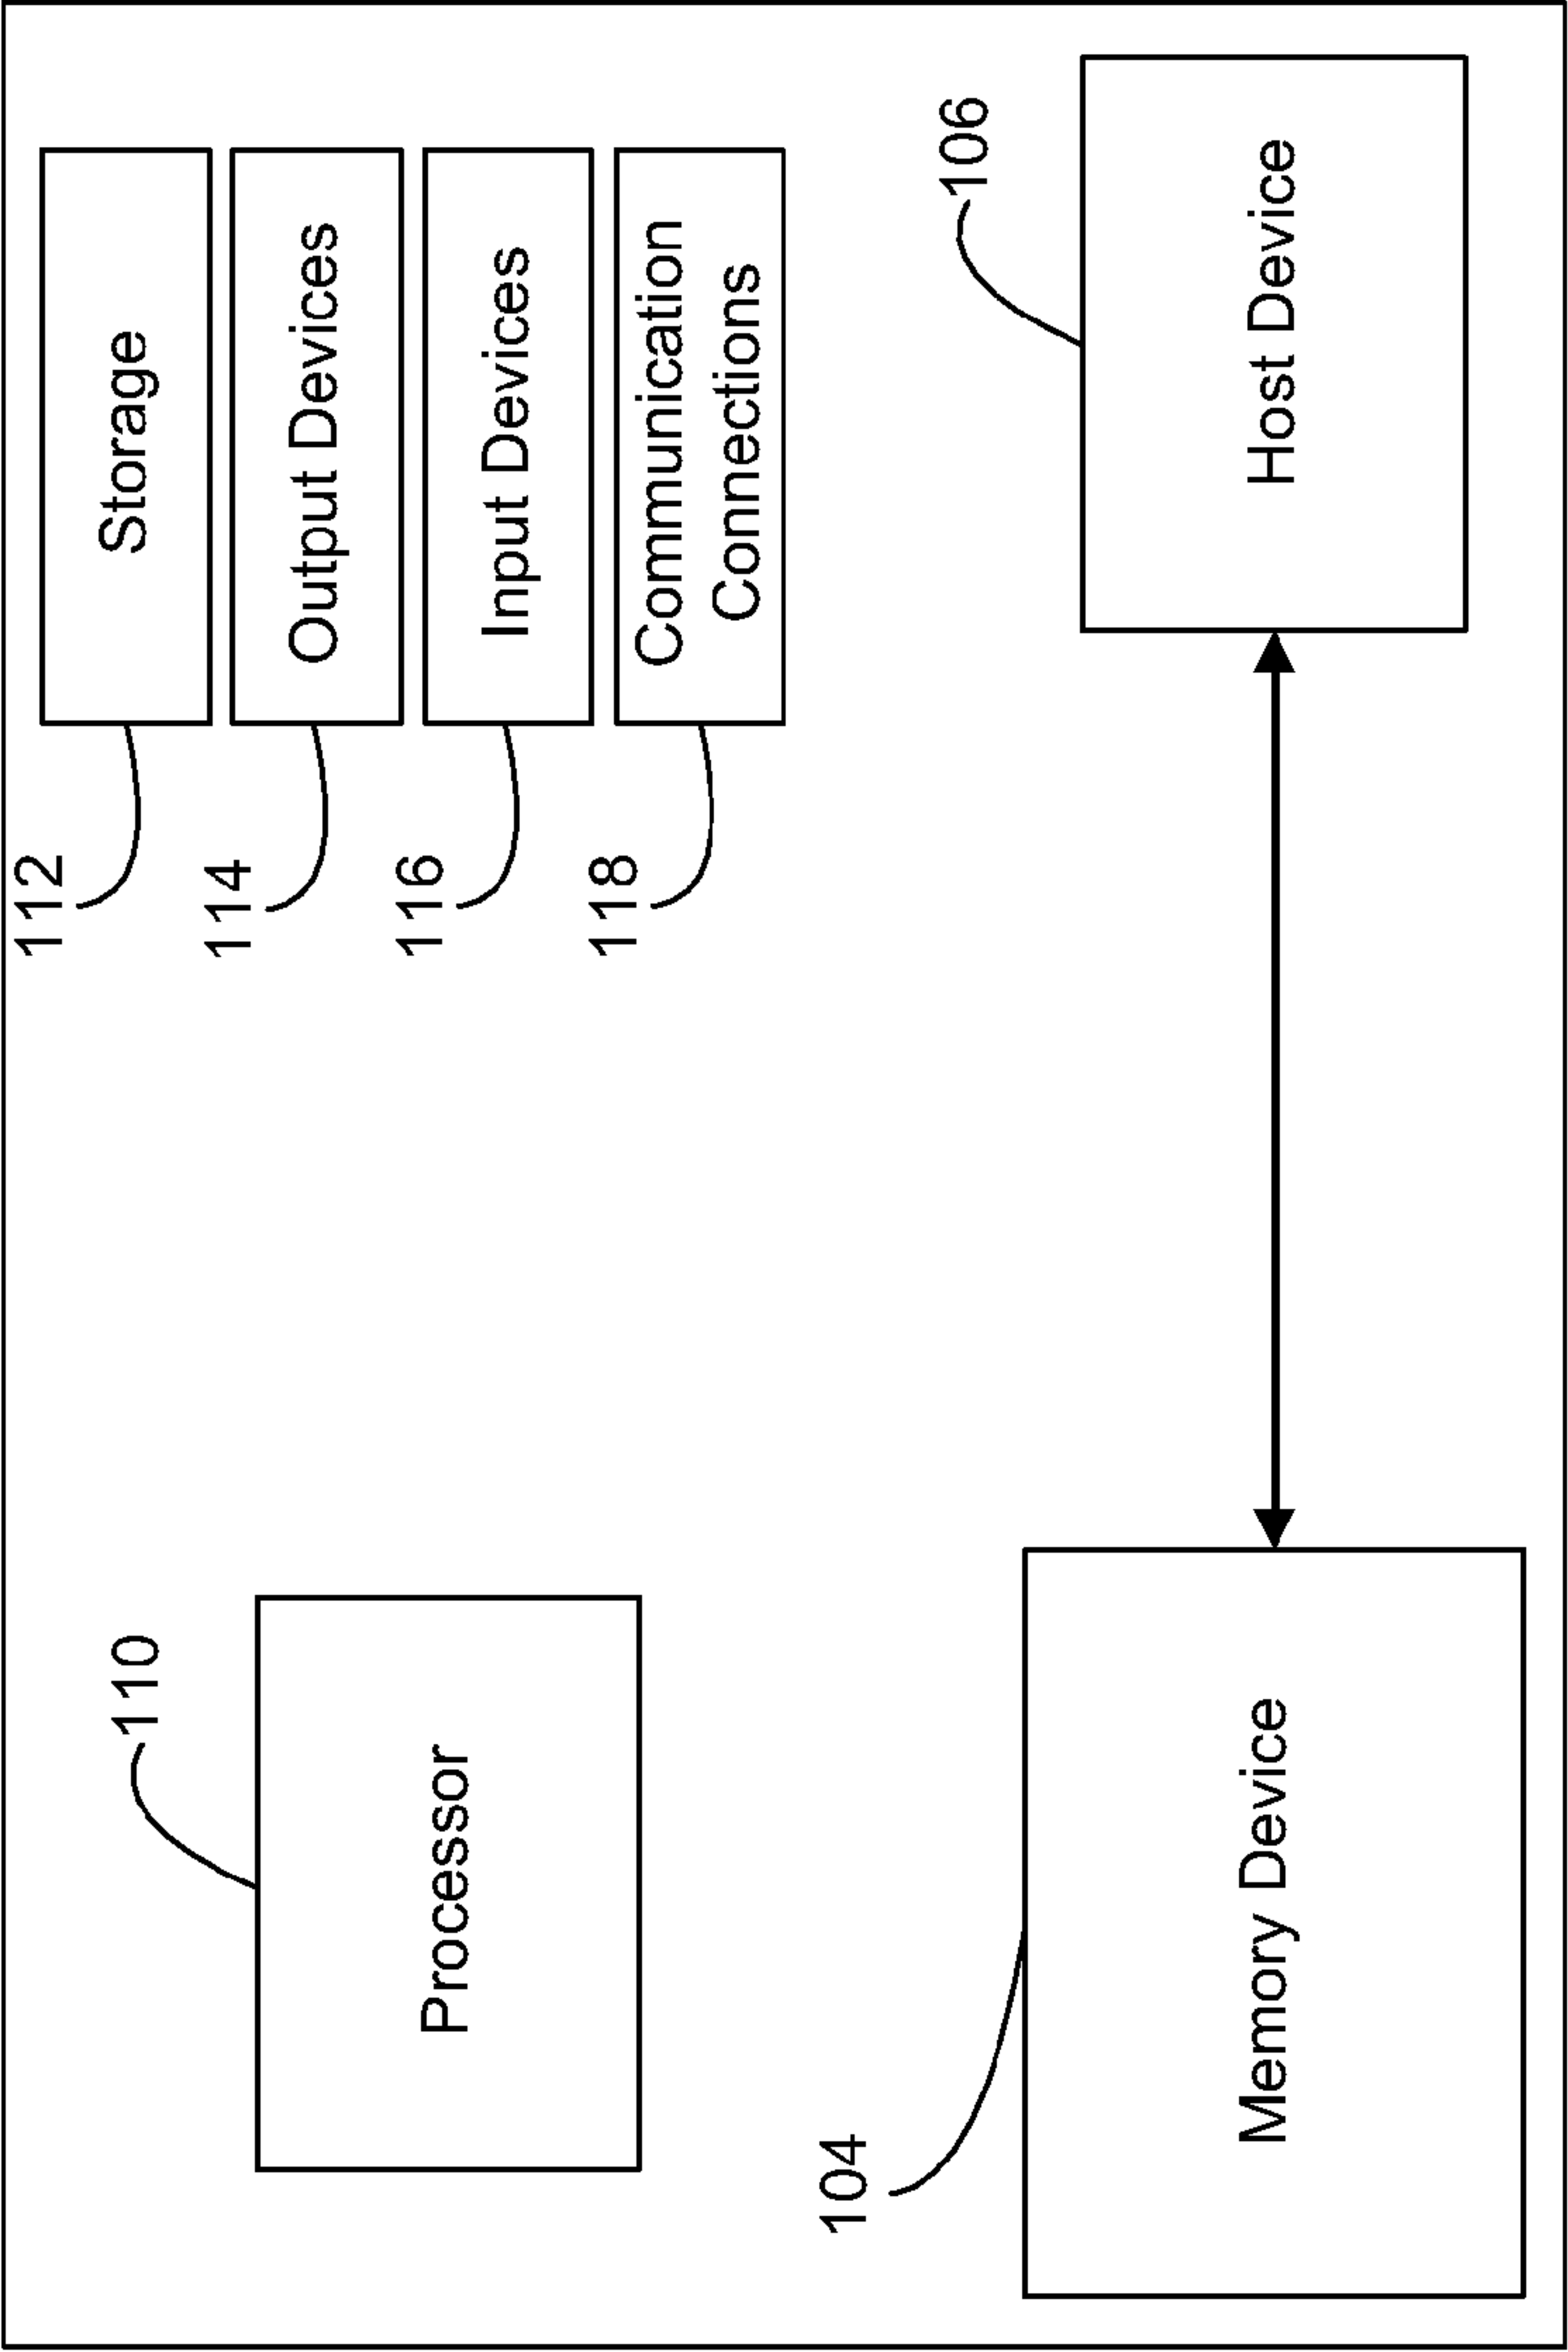 112
Storage
114
Output Devices
116
Input Devices
118
Communication
Connections
110
Processor
104
Memory Device
106
Host Device